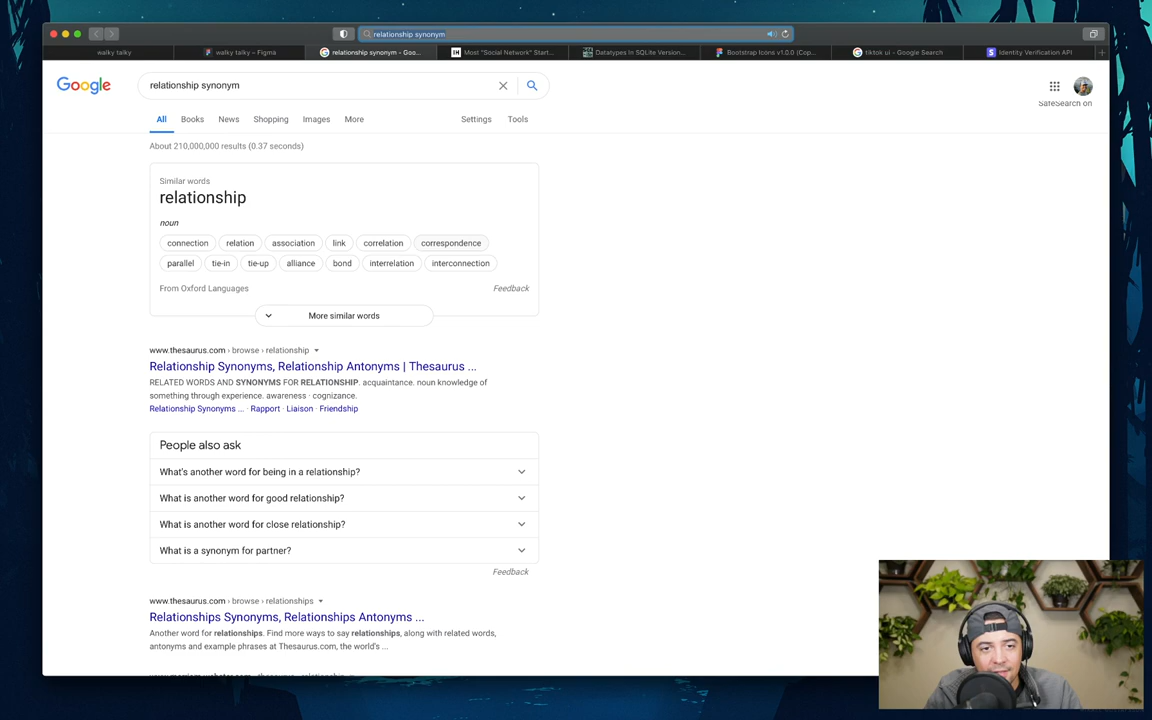 relationship synonym
walky talky
walky talky – Figma
relationship synonym - Goo...
IH Most "Social Network" Start...
Datatypes In SQLite Version...
Bootstrap Icons v1.0.0 (Cop...
tiktok ui - Google Search
S Identity Verification API
Google
relationship synonym
SafeSearch on
All Books News Shopping Images More Settings Tools
About 210,000,000 results (0.37 seconds)
Similar words
relationship
noun
connection relation association link correlation correspondence
parallel tie-in tie-up alliance bond interrelation interconnection
From Oxford Languages Feedback
More similar words
www.thesaurus.com › browse › relationship
Relationship Synonyms, Relationship Antonyms | Thesaurus ...
RELATED WORDS AND SYNONYMS FOR RELATIONSHIP. acquaintance. noun knowledge of
something through experience. awareness · cognizance.
Relationship Synonyms ... · Rapport · Liaison · Friendship
People also ask
What's another word for being in a relationship?
What is another word for good relationship?
What is another word for close relationship?
What is a synonym for partner?
Feedback
www.thesaurus.com › browse › relationships
Relationships Synonyms, Relationships Antonyms ...
Another word for relationships. Find more ways to say relationships, along with related words,
antonyms and example phrases at Thesaurus.com, the world's ...